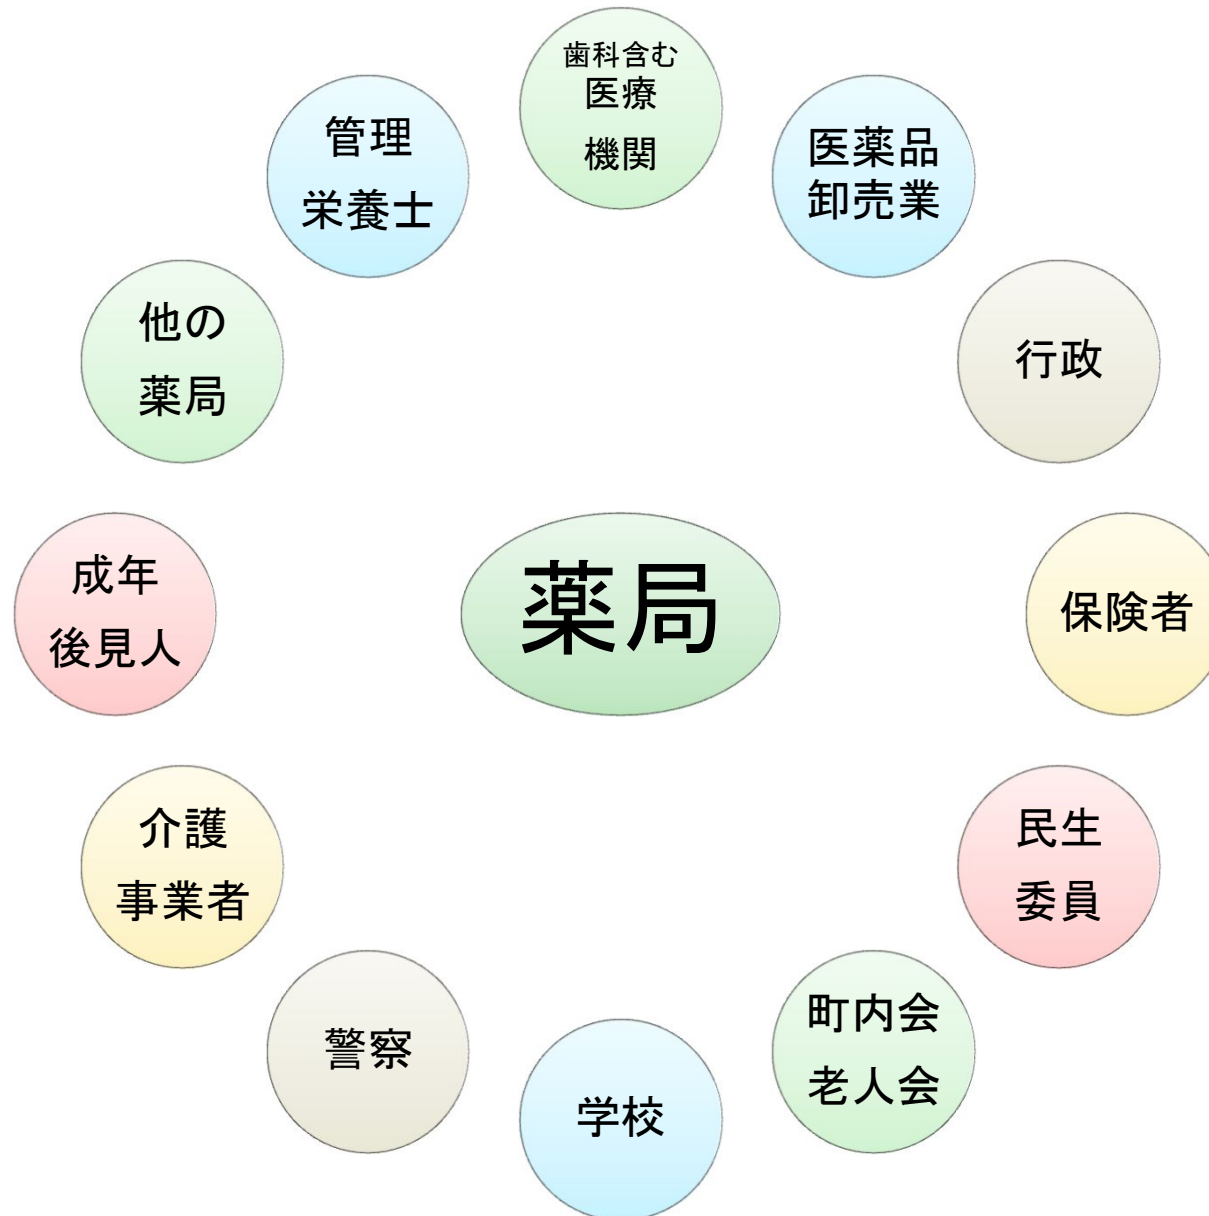 歯科含む
医療
機関
医薬品
卸売業
行政
保険者
民生
委員
町内会
老人会
学校
警察
介護
事業者
成年
後見人
他の
薬局
管理
栄養士
薬局